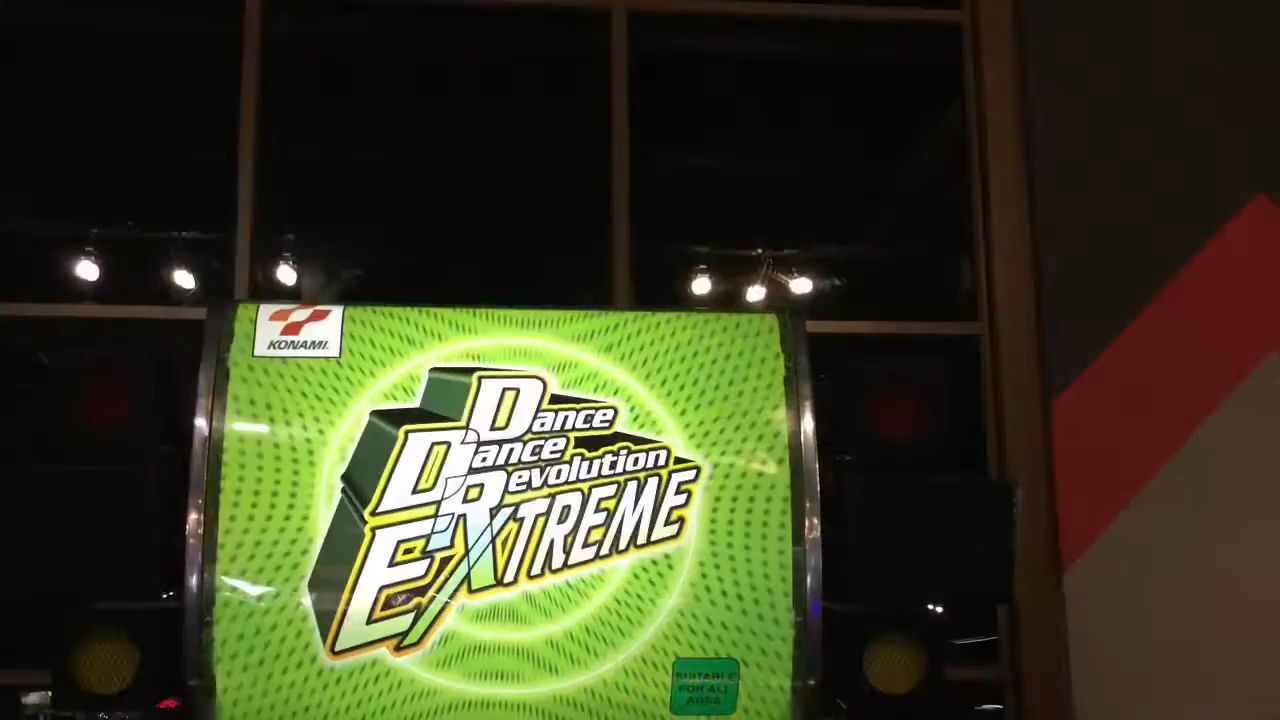 KONAMI
Dance
Dance
Revolution
EXTREME
SUITABLE
FOR ALL
AGES